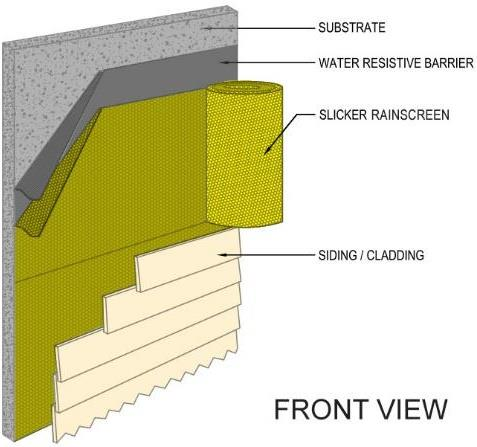 SUBSTRATE
WATER RESISTIVE BARRIER
SLICKER RAINSCREEN
SIDING / CLADDING
FRONT VIEW